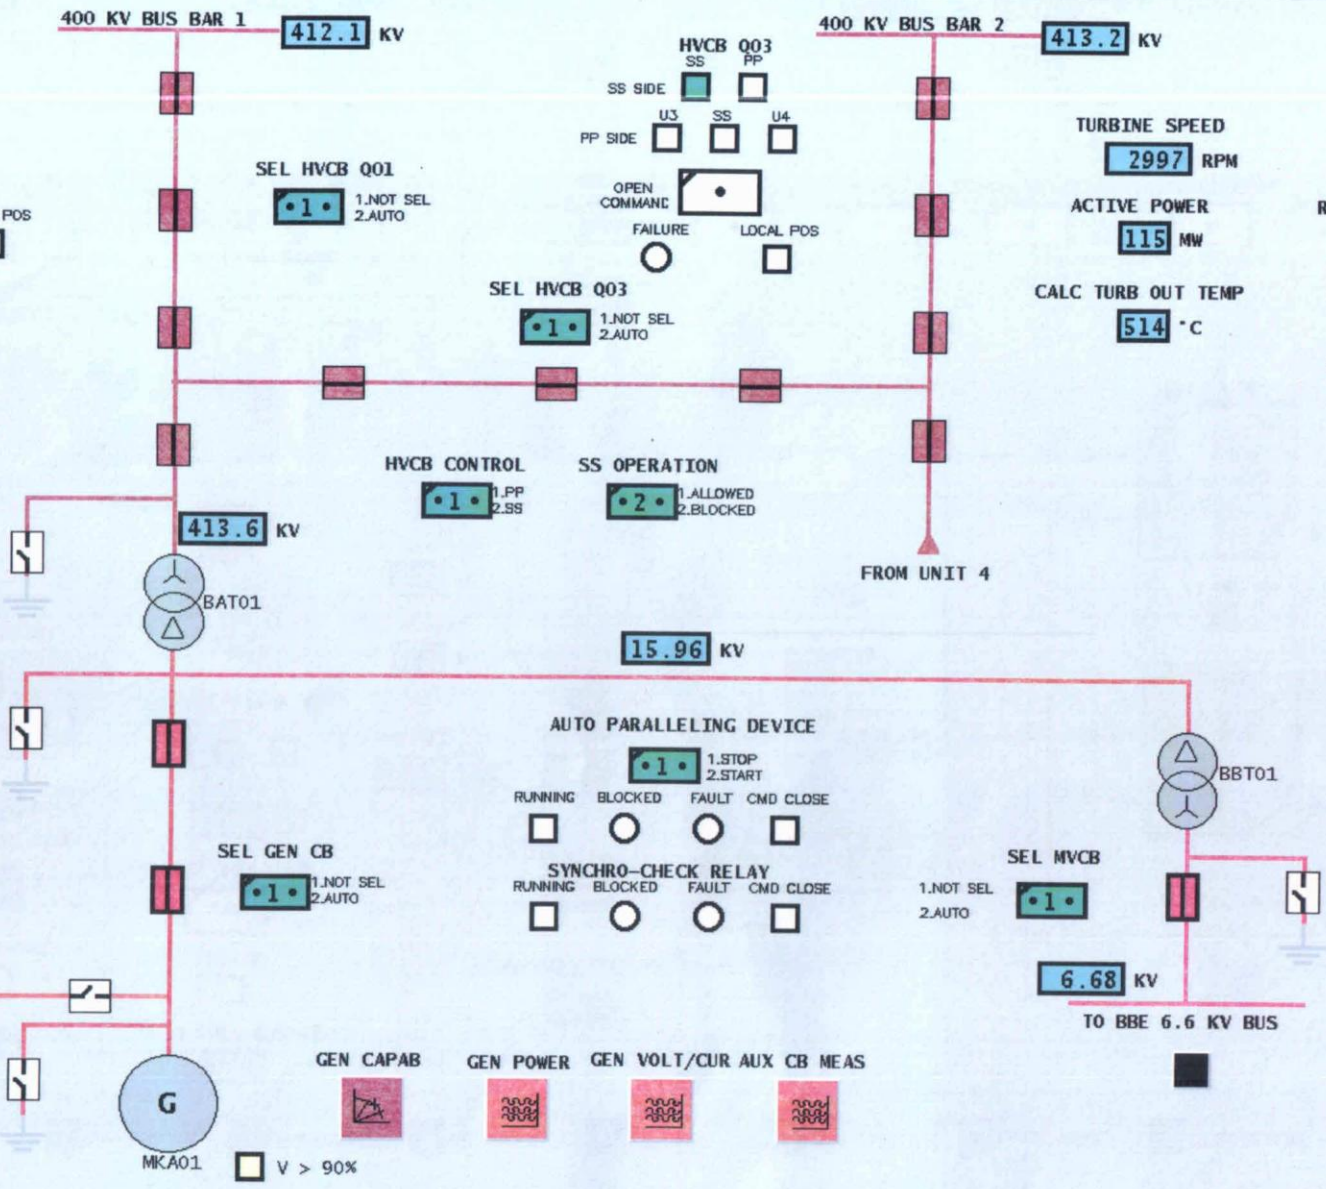 400 KV BUS BAR 1 412.1 KV
400 KV BUS BAR 2 413.2 KV
HVCB Q03
SS PP
SS SIDE
U3 SS U4
PP SIDE
OPEN COMMAND
FAILURE LOCAL POS
TURBINE SPEED
2997 RPM
ACTIVE POWER
115 MW
CALC TURB OUT TEMP
514 °C
SEL HVCB Q01
1 1.NOT SEL
2.AUTO
POS
R
SEL HVCB Q03
1 1.NOT SEL
2.AUTO
HVCB CONTROL
1 1.PP
2.SS
SS OPERATION
2 1.ALLOWED
2.BLOCKED
413.6 KV
FROM UNIT 4
BAT01
15.96 KV
AUTO PARALLELING DEVICE
1 1.STOP
2.START
RUNNING BLOCKED FAULT CMD CLOSE
SYNCHRO-CHECK RELAY
RUNNING BLOCKED FAULT CMD CLOSE
BBT01
SEL GEN CB
1 1.NOT SEL
2.AUTO
SEL MVCB
1.NOT SEL 1
2.AUTO
6.68 KV
TO BBE 6.6 KV BUS
GEN CAPAB GEN POWER GEN VOLT/CUR AUX CB MEAS
G
MKA01
V > 90%